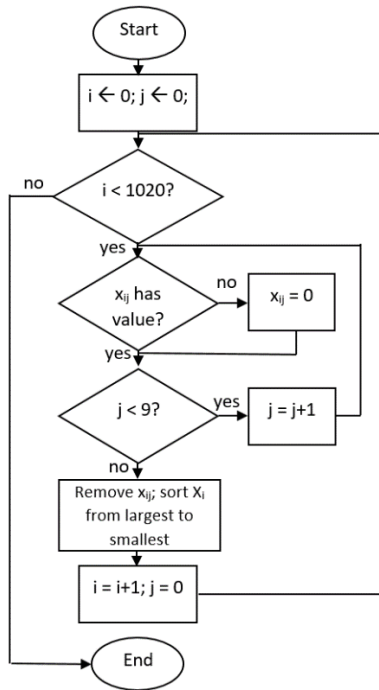 Start
i ← 0; j ← 0;
no
i < 1020?
yes
xij has
value?
no
xij = 0
yes
j < 9?
yes
j = j+1
no
Remove xij; sort Xi
from largest to
smallest
i = i+1; j = 0
End